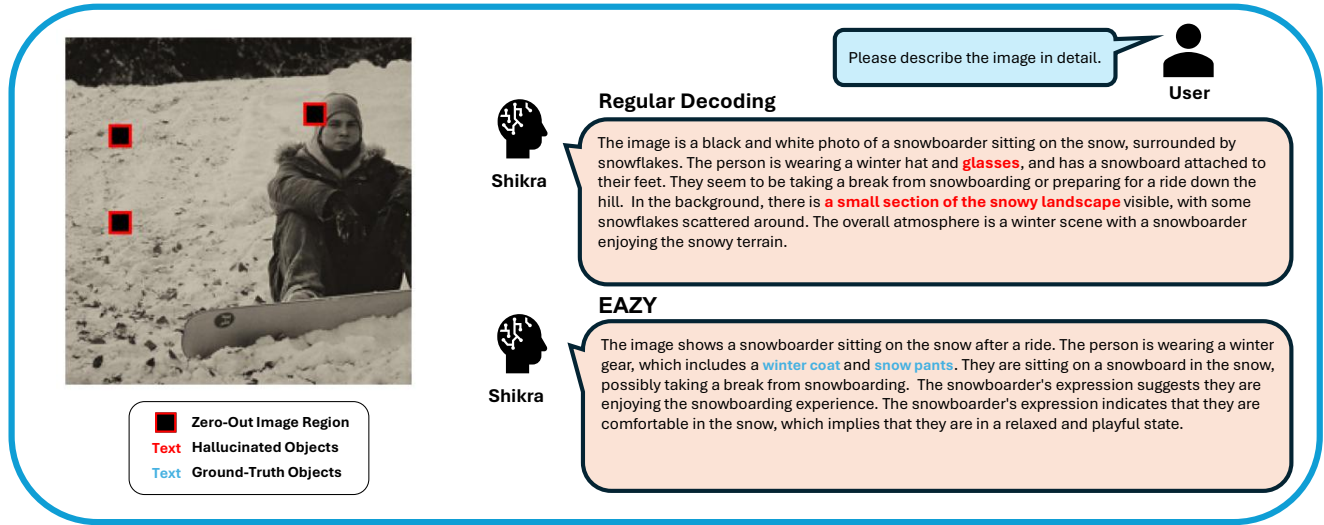 Please describe the image in detail.
User
Regular Decoding
Shikra
The image is a black and white photo of a snowboarder sitting on the snow, surrounded by
snowflakes. The person is wearing a winter hat and glasses, and has a snowboard attached to
their feet. They seem to be taking a break from snowboarding or preparing for a ride down the
hill.  In the background, there is a small section of the snowy landscape visible, with some
snowflakes scattered around. The overall atmosphere is a winter scene with a snowboarder
enjoying the snowy terrain.
EAZY
Shikra
The image shows a snowboarder sitting on the snow after a ride. The person is wearing a winter
gear, which includes a winter coat and snow pants. They are sitting on a snowboard in the snow,
possibly taking a break from snowboarding.  The snowboarder's expression suggests they are
enjoying the snowboarding experience. The snowboarder's expression indicates that they are
comfortable in the snow, which implies that they are in a relaxed and playful state.
Zero-Out Image Region
Text Hallucinated Objects
Text Ground-Truth Objects